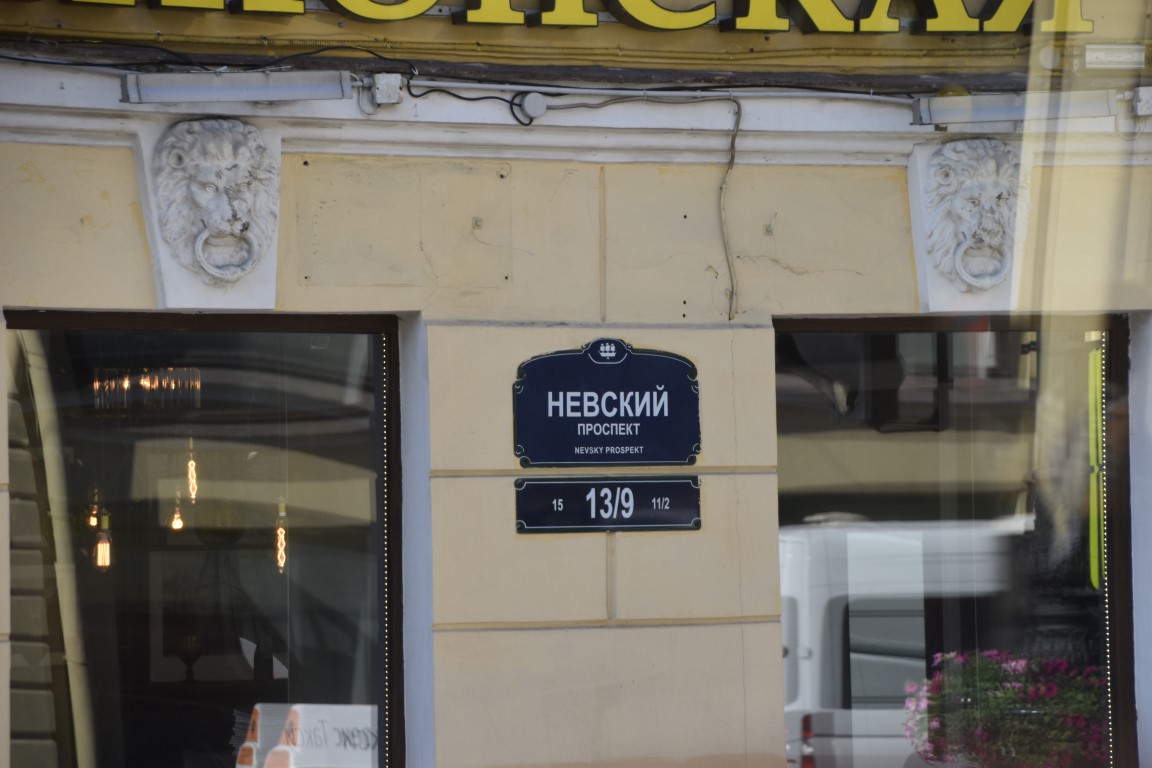 НЕВСКИЙ
ПРОСПЕКТ
NEVSKY PROSPEKT
15 13/9 11/2